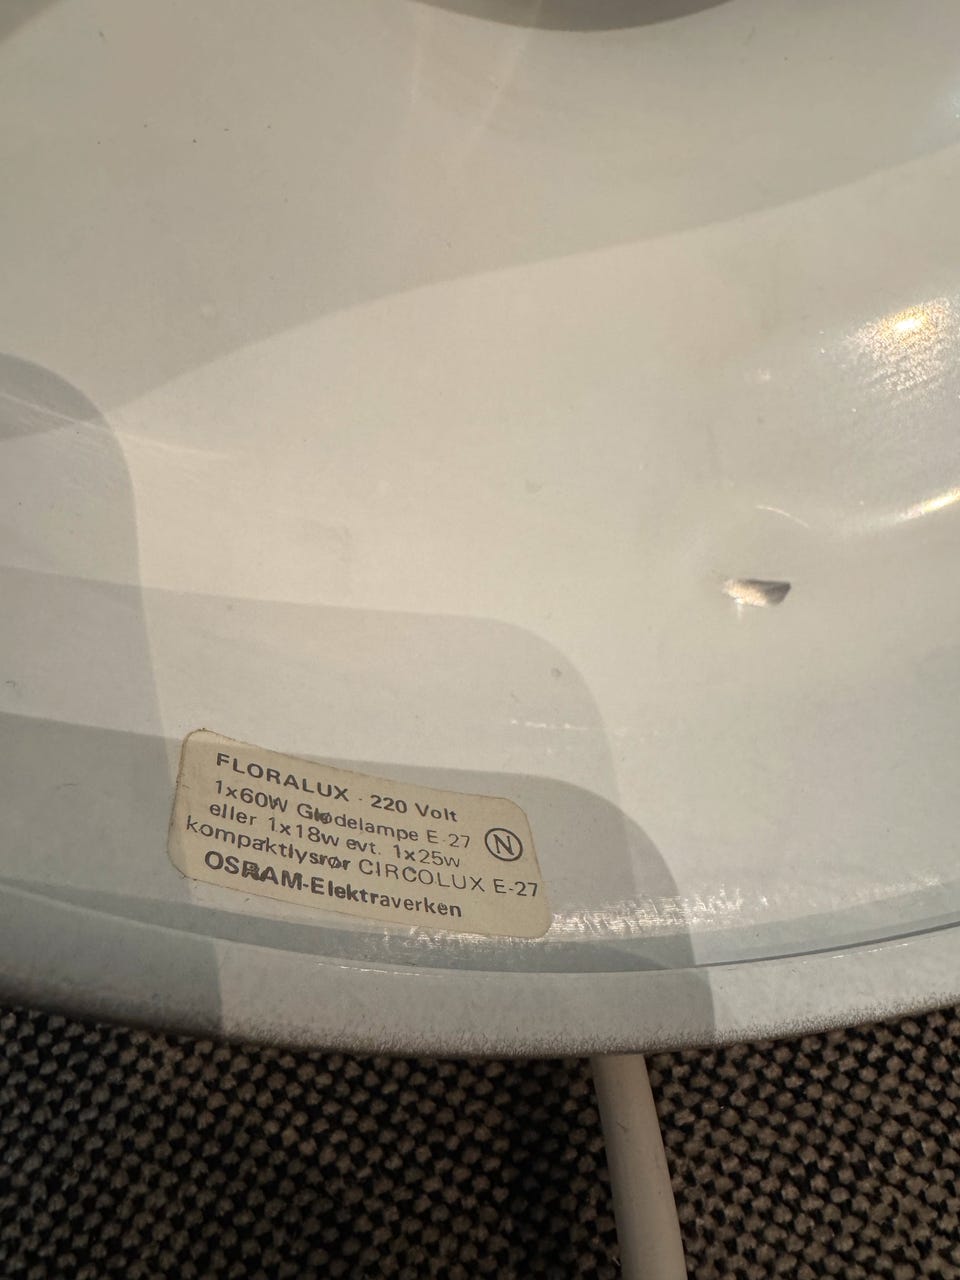 FLORALUX · 220 Volt
1x60W Glødelampe E-27
eller 1x18w evt. 1x25w
kompaktlysrør CIRCOLUX E-27
OSRAM-Elektraverken
N